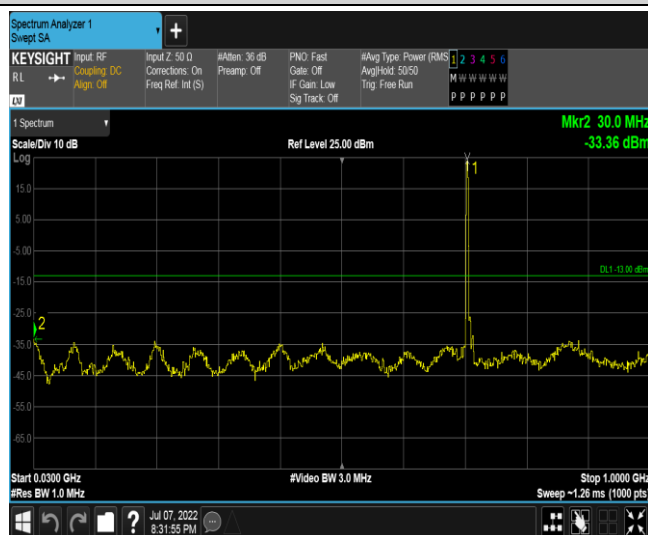 Spectrum Analyzer 1
Swept SA
+
KEYSIGHT
RL
LXI
Input: RF
Coupling: DC
Align: Off
Input Z: 50 Ω
Corrections: On
Freq Ref: Int (S)
#Atten: 36 dB
Preamp: Off
PNO: Fast
Gate: Off
IF Gain: Low
Sig Track: Off
#Avg Type: Power (RMS
Avg|Hold: 50/50
Trig: Free Run
1 2 3 4 5 6
M W W W W W
P P P P P P
1 Spectrum
Mkr2 30.0 MHz
-33.36 dBm
Scale/Div 10 dB
Ref Level 25.00 dBm
Log
1
15.0
5.00
-5.00
DL1 -13.00 dBm
-15.0
-25.0
2
-35.0
-45.0
-55.0
-65.0
Start 0.0300 GHz
#Video BW 3.0 MHz
Stop 1.0000 GHz
#Res BW 1.0 MHz
Sweep ~1.26 ms (1000 pts)
?
Jul 07, 2022
8:31:55 PM